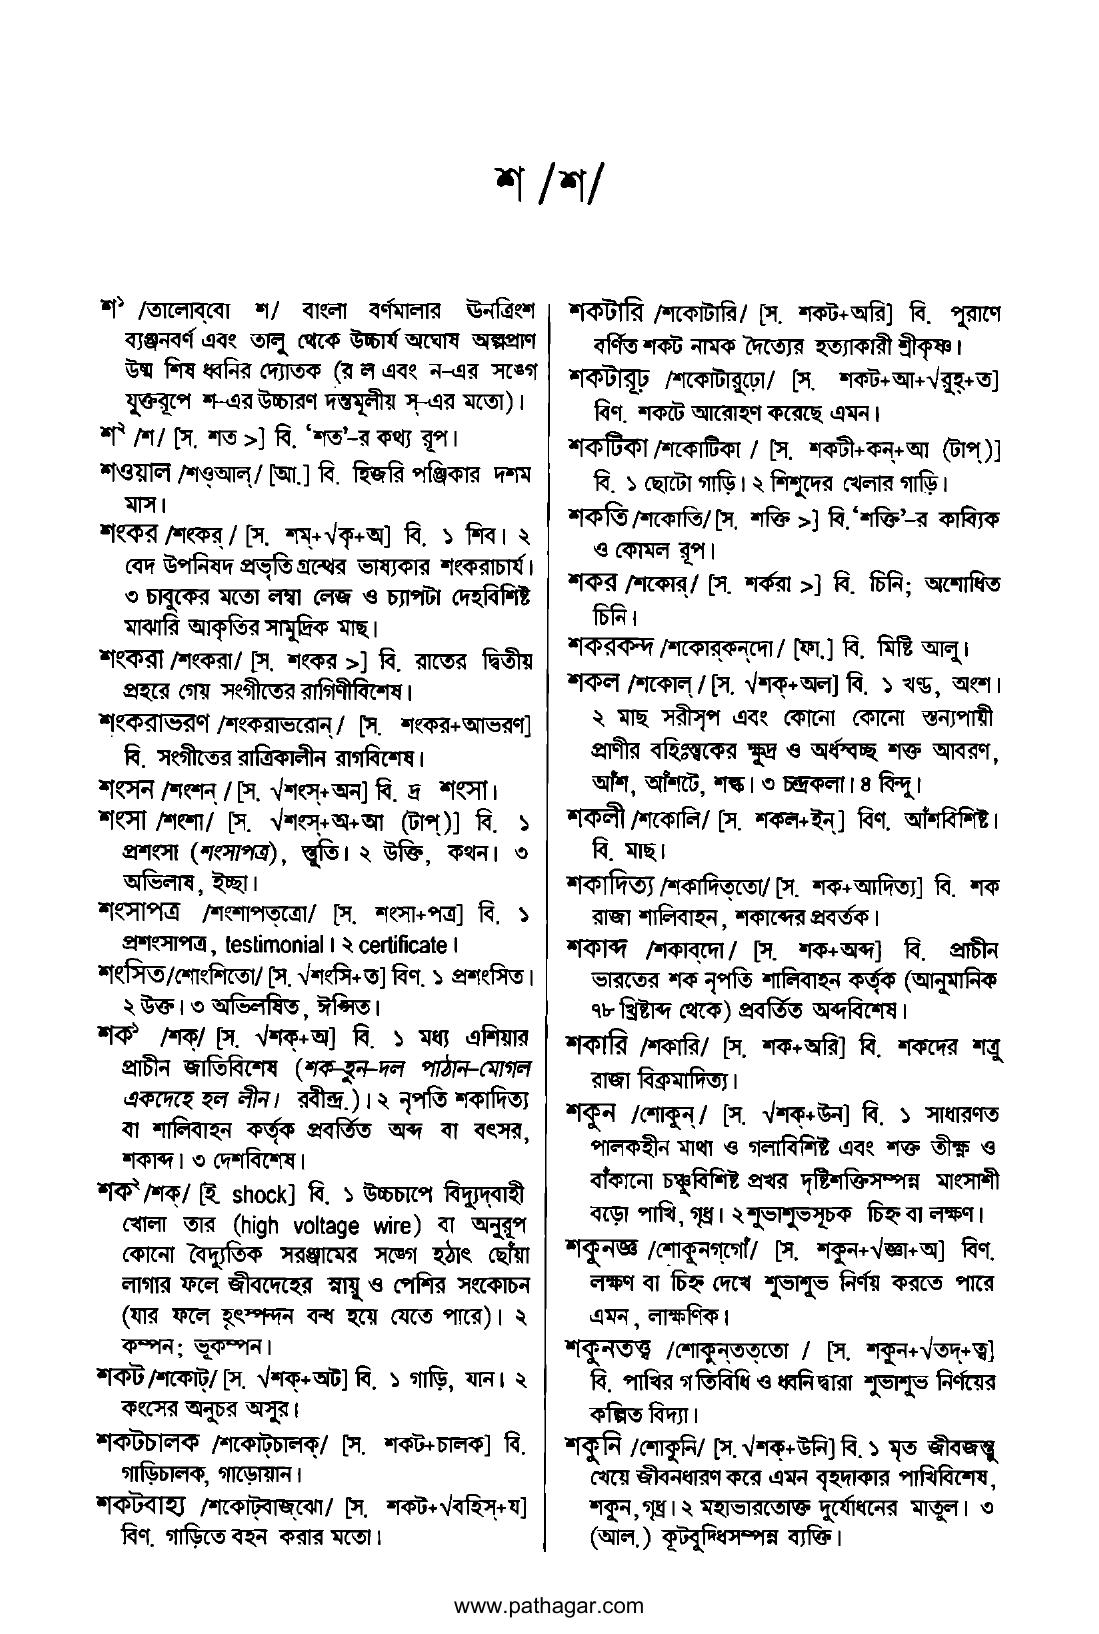 শ /শ/
শ১ /তালোব্‌বো শ/ বাংলা বর্ণমালার ঊনত্রিংশ
ব্যঞ্জনবর্ণ এবং তালু থেকে উচ্চার্য অঘোষ অল্পপ্রাণ
উষ্ম শিষ ধ্বনির দ্যোতক (র ল এবং ন-এর সঙ্গে
যুক্তরূপে শ-এর উচ্চারণ দন্তমূলীয় স্-এর মতো)।
শ২ /শ/ [স. শত >] বি. ‘শত’-র কথ্য রূপ।
শওয়াল /শওআল্/ [আ.] বি. হিজরি পঞ্জিকার দশম
মাস।
শংকর /শংকর্/ [স. শম্+√কৃ+অ] বি. ১ শিব। ২
বেদ উপনিষদ প্রভৃতি গ্রন্থের ভাষ্যকার শংকরাচার্য।
৩ চাবুকের মতো লম্বা লেজ ও চ্যাপটা দেহবিশিষ্ট
মাঝারি আকৃতির সামুদ্রিক মাছ।
শংকরা /শংকরা/ [স. শংকর >] বি. রাতের দ্বিতীয়
প্রহরে গেয় সংগীতের রাগিণীবিশেষ।
শংকরাভরণ /শংকরাভরোন্/ [স. শংকর+আভরণ]
বি. সংগীতের রাত্রিকালীন রাগবিশেষ।
শংসন /শংশন্/ [স. √শংস্+অন] বি. দ্র শংসা।
শংসা /শংশা/ [স. √শংস্+অ+আ (টাপ্)] বি. ১
প্রশংসা (শংসাপত্র), স্তুতি। ২ উক্তি, কথন। ৩
অভিলাষ, ইচ্ছা।
শংসাপত্র /শংশাপত্‌ত্রো/ [স. শংসা+পত্র] বি. ১
প্রশংসাপত্র, testimonial। ২ certificate।
শংসিত/শোংশিতো/ [স. √শংসি+ত] বিণ. ১ প্রশংসিত।
২ উক্ত। ৩ অভিলষিত, ঈপ্সিত।
শক১ /শক্/ [স. √শক্+অ] বি. ১ মধ্য এশিয়ার
প্রাচীন জাতিবিশেষ (শক-হুন-দল পাঠান-মোগল
একদেহে হল লীন। রবীন্দ্র.)। ২ নৃপতি শকাদিত্য
বা শালিবাহন কর্তৃক প্রবর্তিত অব্দ বা বৎসর,
শকাব্দ। ৩ দেশবিশেষ।
শক২ /শক্/ [ই. shock] বি. ১ উচ্চচাপে বিদ্যুদ্‌বাহী
খোলা তার (high voltage wire) বা অনুরূপ
কোনো বৈদ্যুতিক সরঞ্জামের সঙ্গে হঠাৎ ছোঁয়া
লাগার ফলে জীবদেহের স্নায়ু ও পেশির সংকোচন
(যার ফলে হৃৎস্পন্দন বন্ধ হয়ে যেতে পারে)। ২
কম্পন; ভূকম্পন।
শকট /শকোট্/ [স. √শক্+অট] বি. ১ গাড়ি, যান। ২
কংসের অনুচর অসুর।
শকটচালক /শকোট্‌চালক্/ [স. শকট+চালক] বি.
গাড়িচালক, গাড়োয়ান।
শকটবাহ্য /শকোট্‌বাজ্‌ঝো/ [স. শকট+√বহিস্+য]
বিণ. গাড়িতে বহন করার মতো।
শকটারি /শকোটারি/ [স. শকট+অরি] বি. পুরাণে
বর্ণিত শকট নামক দৈত্যের হত্যাকারী শ্রীকৃষ্ণ।
শকটারূঢ় /শকোটারূঢ়ো/ [স. শকট+আ+√রুহ্+ত]
বিণ. শকটে আরোহণ করেছে এমন।
শকটিকা /শকোটিকা / [স. শকটী+কন্+আ (টাপ্)]
বি. ১ ছোটো গাড়ি। ২ শিশুদের খেলার গাড়ি।
শকতি /শকোতি/ [স. শক্তি >] বি.‘শক্তি’-র কাব্যিক
ও কোমল রূপ।
শকর /শকোর্/ [স. শর্করা >] বি. চিনি; অশোধিত
চিনি।
শকরকন্দ /শকোর্‌কন্‌দো/ [ফা.] বি. মিষ্টি আলু।
শকল /শকোল্/ [স. √শক্+অল] বি. ১ খণ্ড, অংশ।
২ মাছ সরীসৃপ এবং কোনো কোনো স্তন্যপায়ী
প্রাণীর বহিঃত্বকের ক্ষুদ্র ও অর্ধস্বচ্ছ শক্ত আবরণ,
আঁশ, আঁশটে, শল্ক। ৩ চন্দ্রকলা। ৪ বিন্দু।
শকলী /শকোলি/ [স. শকল+ইন্] বিণ. আঁশবিশিষ্ট।
বি. মাছ।
শকাদিত্য /শকাদিত্‌তো/ [স. শক+আদিত্য] বি. শক
রাজা শালিবাহন, শকাব্দের প্রবর্তক।
শকাব্দ /শকাব্‌দো/ [স. শক+অব্দ] বি. প্রাচীন
ভারতের শক নৃপতি শালিবাহন কর্তৃক (আনুমানিক
৭৮ খ্রিষ্টাব্দ থেকে) প্রবর্তিত অব্দবিশেষ।
শকারি /শকারি/ [স. শক+অরি] বি. শকদের শত্রু
রাজা বিক্রমাদিত্য।
শকুন /শোকুন্/ [স. √শক্+উন] বি. ১ সাধারণত
পালকহীন মাথা ও গলাবিশিষ্ট এবং শক্ত তীক্ষ্ণ ও
বাঁকানো চঞ্চুবিশিষ্ট প্রখর দৃষ্টিশক্তিসম্পন্ন মাংসাশী
বড়ো পাখি, গৃধ্র। ২ শুভাশুভসূচক চিহ্ন বা লক্ষণ।
শকুনজ্ঞ /শোকুনগ্‌গোঁ/ [স. শকুন+√জ্ঞা+অ] বিণ.
লক্ষণ বা চিহ্ন দেখে শুভাশুভ নির্ণয় করতে পারে
এমন, লাক্ষণিক।
শকুনতত্ত্ব /শোকুন্‌তত্‌তো / [স. শকুন+√তদ্+ত্ব]
বি. পাখির গতিবিধি ও ধ্বনি দ্বারা শুভাশুভ নির্ণয়ের
কল্পিত বিদ্যা।
শকুনি /শোকুনি/ [স. √শক্+উনি] বি. ১ মৃত জীবজন্তু
খেয়ে জীবনধারণ করে এমন বৃহদাকার পাখিবিশেষ,
শকুন, গৃধ্র। ২ মহাভারতোক্ত দুর্যোধনের মাতুল। ৩
(আল.) কূটবুদ্ধিসম্পন্ন ব্যক্তি।
www.pathagar.com